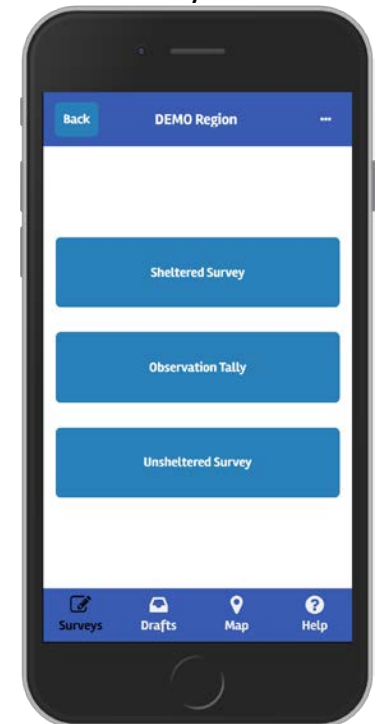 Back DEMO Region ...
Sheltered Survey
Observation Tally
Unsheltered Survey
Surveys Drafts Map Help